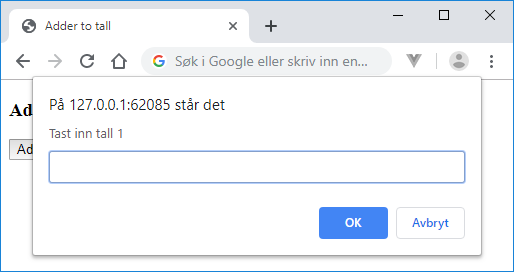 Adder to tall
Søk i Google eller skriv inn en...
Ad
Ad
På 127.0.0.1:62085 står det
Tast inn tall 1
OK
Avbryt